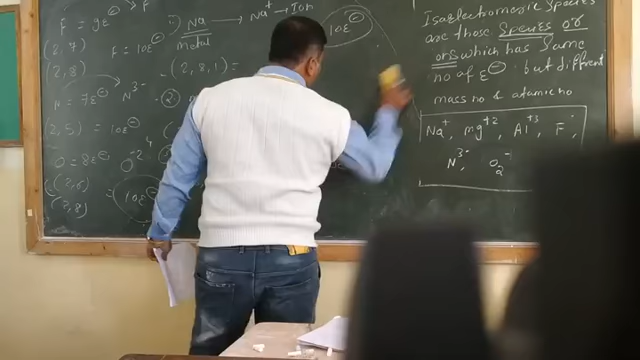 F = 9e⊖ → F
(2, 7)
F = 10e⊖
(2, 8)
N = 7e⊖ → N³⁻
(2, 5) = 10e⊖
O = 8e⊖
(2, 6)
(2, 8)
10e⊖
Na → Na⁺ → Ion
metal
(2, 8, 1)
10e⊖
Isoelectronic Species
are those Species or
ions which has Same
no. of e⊖ but different
mass no & atomic no
Na⁺, Mg⁺², Al⁺³, F⁻,
N³⁻, O₂⁻